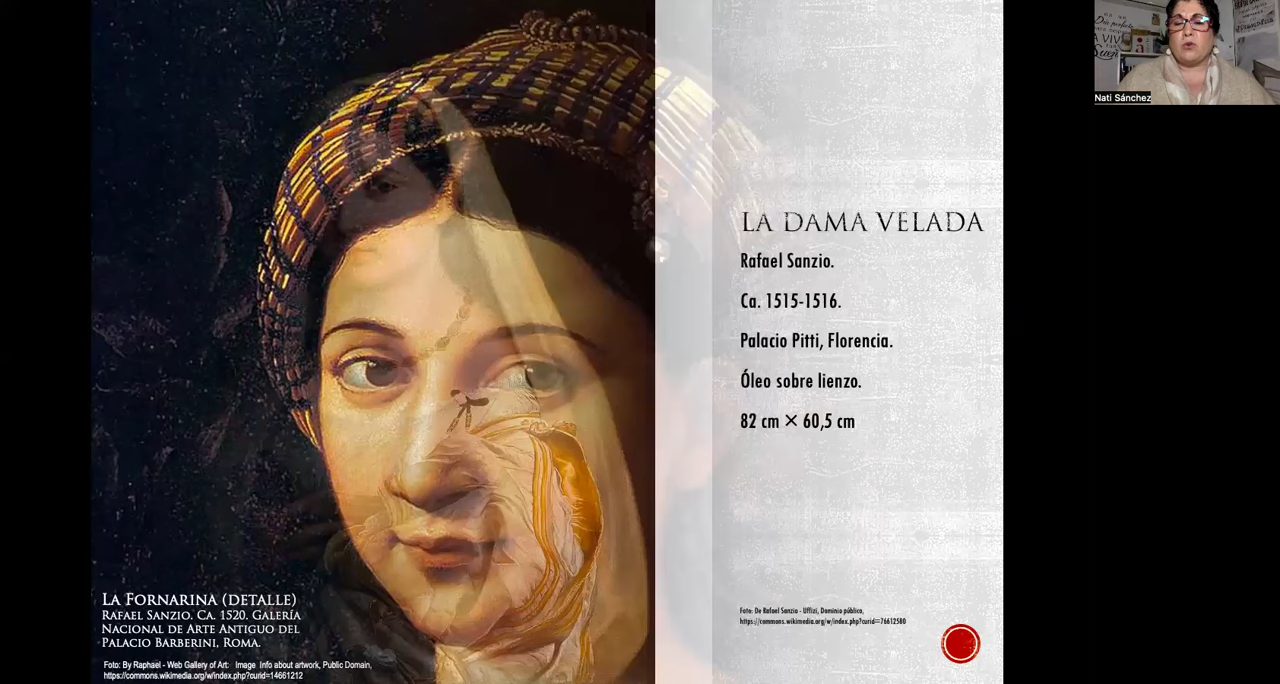 LA FORNARINA (DETALLE)
RAFAEL SANZIO. CA. 1520. GALERÍA
NACIONAL DE ARTE ANTIGUO DEL
PALACIO BARBERINI, ROMA.
Foto: By Raphael - Web Gallery of Art: Image Info about artwork, Public Domain,
https://commons.wikimedia.org/w/index.php?curid=14661212
LA DAMA VELADA
Rafael Sanzio.
Ca. 1515-1516.
Palacio Pitti, Florencia.
Óleo sobre lienzo.
82 cm × 60,5 cm
Foto: De Rafael Sanzio - Uffizi, Dominio público,
https://commons.wikimedia.org/w/index.php?curid=76612580
Nati Sánchez